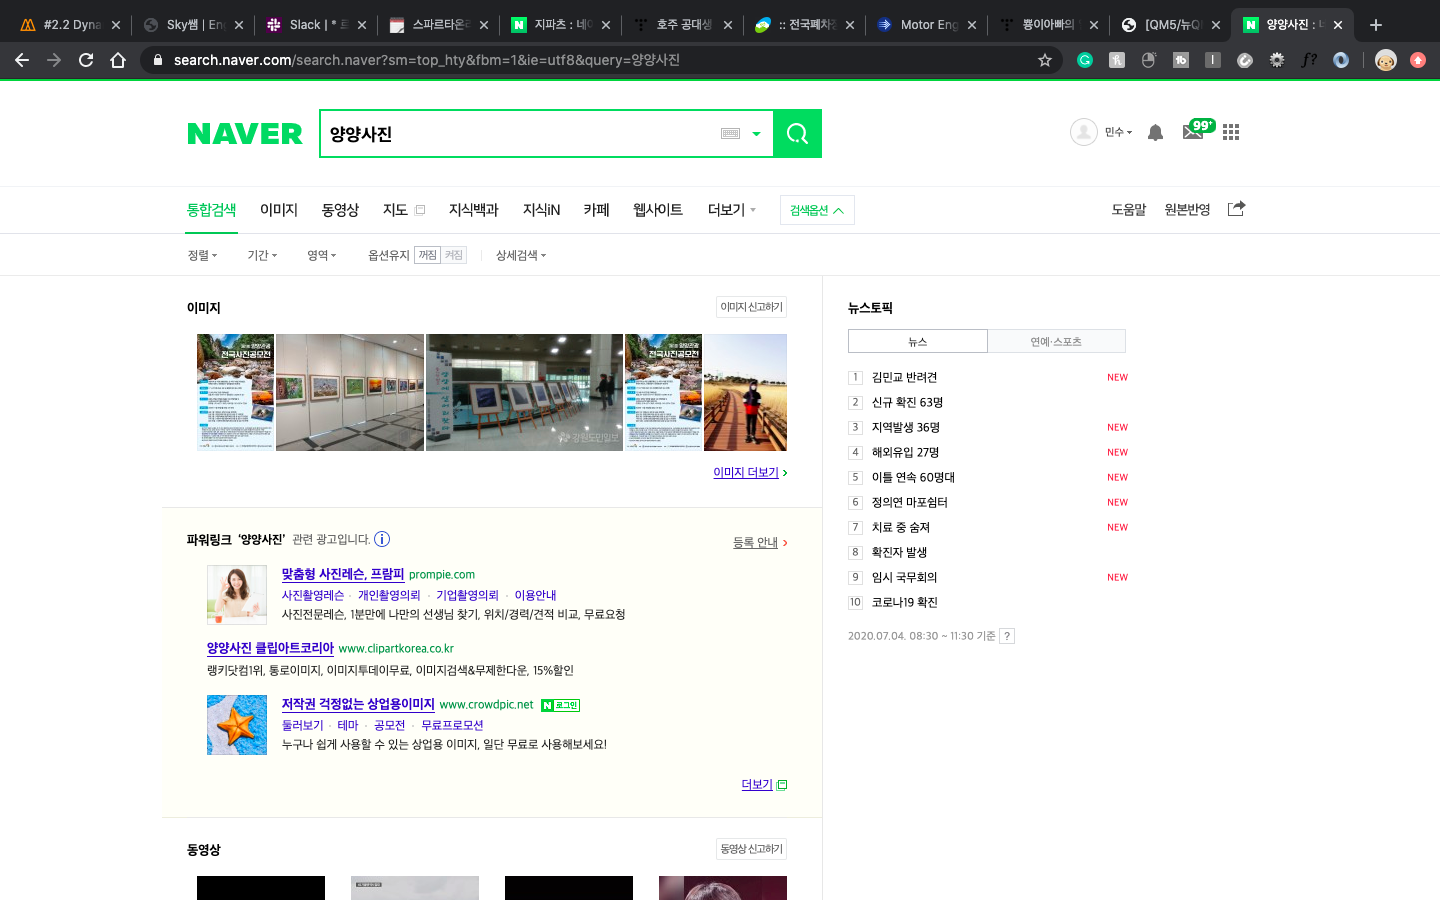 #2.2 Dyna
Sky쌤 | Eng
Slack | * 르
스파르타온라
지파츠 : 네이
호주 공대생
:: 전국폐차장
Motor Eng
뿅이아빠의
[QM5/뉴Q
양양사진 : 네
search.naver.com/search.naver?sm=top_hty&fbm=1&ie=utf8&query=양양사진
NAVER
양양사진
민수
99+
통합검색 이미지 동영상 지도 지식백과 지식iN 카페 웹사이트 더보기 검색옵션 도움말 원본반영
정렬 기간 영역 옵션유지 꺼짐 켜짐 상세검색
이미지
이미지 신고하기
양양관광
전국사진공모전
강원도민일보
양양관광
전국사진공모전
이미지 더보기
파워링크 '양양사진' 관련 광고입니다.
등록 안내
맞춤형 사진레슨, 프람피 prompie.com
사진촬영레슨 · 개인촬영의뢰 · 기업촬영의뢰 · 이용안내
사진전문레슨, 1분만에 나만의 선생님 찾기, 위치/경력/견적 비교, 무료요청
양양사진 클립아트코리아 www.clipartkorea.co.kr
랭키닷컴1위, 통로이미지, 이미지투데이무료, 이미지검색&무제한다운, 15%할인
저작권 걱정없는 상업용이미지 www.crowdpic.net N 로그인
둘러보기 · 테마 · 공모전 · 무료프로모션
누구나 쉽게 사용할 수 있는 상업용 이미지, 일단 무료로 사용해보세요!
더보기
동영상
동영상 신고하기
뉴스토픽
뉴스 연예·스포츠
1 김민교 반려견 NEW
2 신규 확진 63명
3 지역발생 36명 NEW
4 해외유입 27명 NEW
5 이틀 연속 60명대 NEW
6 정의연 마포쉼터 NEW
7 치료 중 숨져 NEW
8 확진자 발생
9 임시 국무회의 NEW
10 코로나19 확진
2020.07.04. 08:30 ~ 11:30 기준 ?